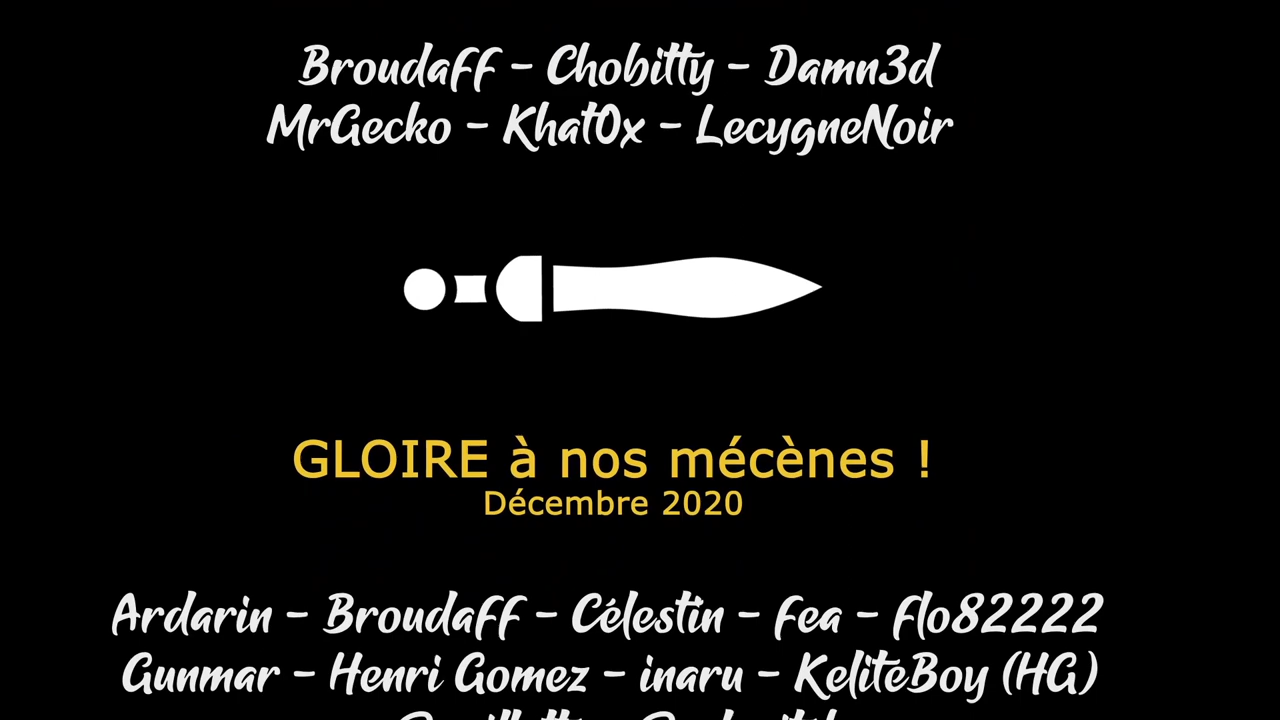 Broudaff - Chobitty - Damn3d
MrGecko - Khat0x - LecygneNoir
GLOIRE à nos mécènes !
Décembre 2020
Ardarin - Broudaff - Célestin - Fea - Flo82222
Gunmar - Henri Gomez - inaru - KeliteBoy (HG)